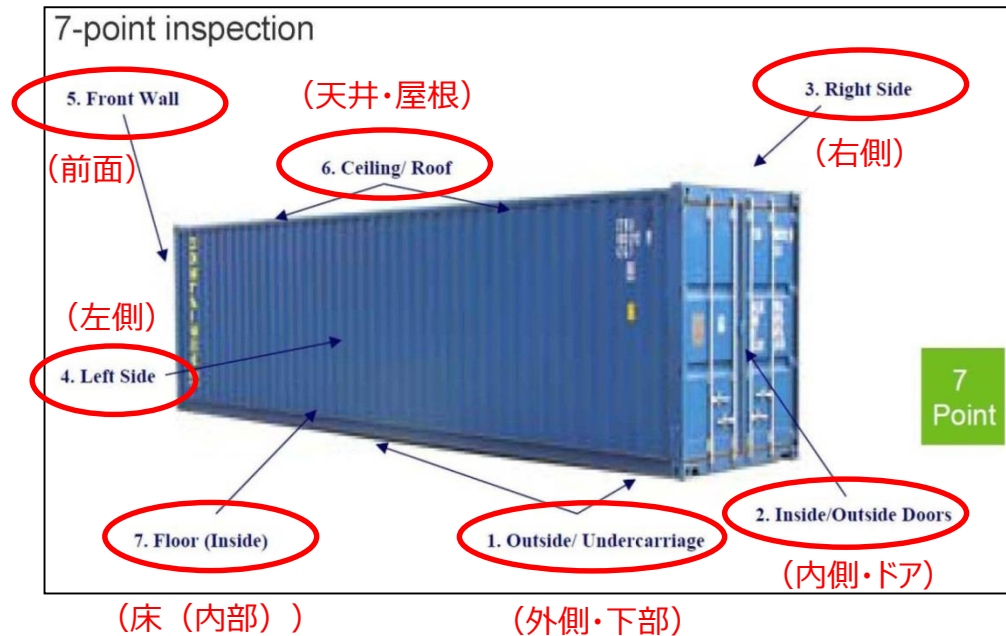 7-point inspection
5. Front Wall
(前面)
(天井・屋根)
6. Ceiling/ Roof
3. Right Side
(右側)
(左側)
4. Left Side
7
Point
7. Floor (Inside)
(床(内部))
1. Outside/ Undercarriage
(外側・下部)
2. Inside/Outside Doors
(内側・ドア)